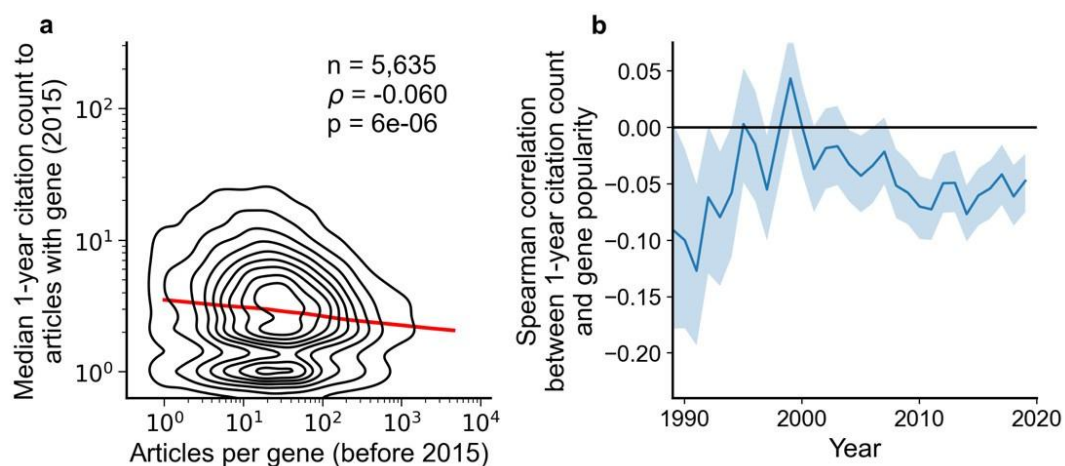 a
Median 1-year citation count to
articles with gene (2015)
10²
10¹
10⁰
n = 5,635
ρ = -0.060
p = 6e-06
10⁰ 10¹ 10² 10³ 10⁴
Articles per gene (before 2015)
b
Spearman correlation
between 1-year citation count
and gene popularity
0.05
0.00
−0.05
−0.10
−0.15
−0.20
1990 2000 2010 2020
Year